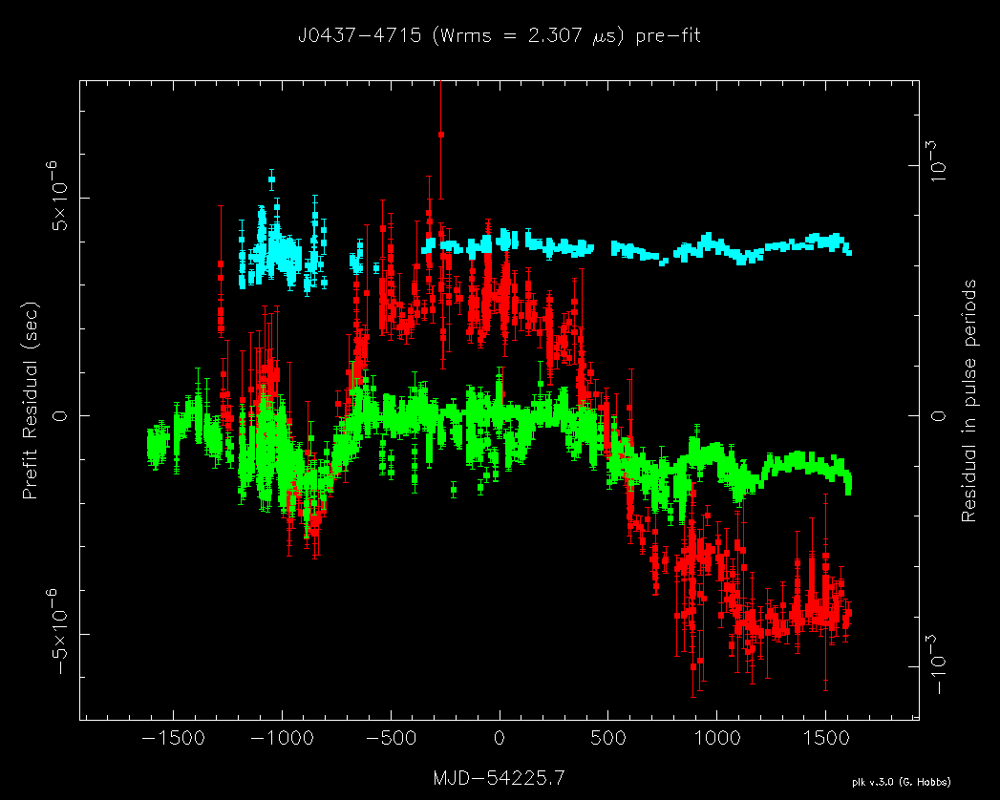 J0437−4715 (Wrms = 2.307 μs) pre−fit
5×10⁻⁶
0
−5×10⁻⁶
Prefit Residual (sec)
10⁻³
0
−10⁻³
Residual in pulse periods
−1500 −1000 −500 0 500 1000 1500
MJD−54225.7
plk v.3.0 (G. Hobbs)